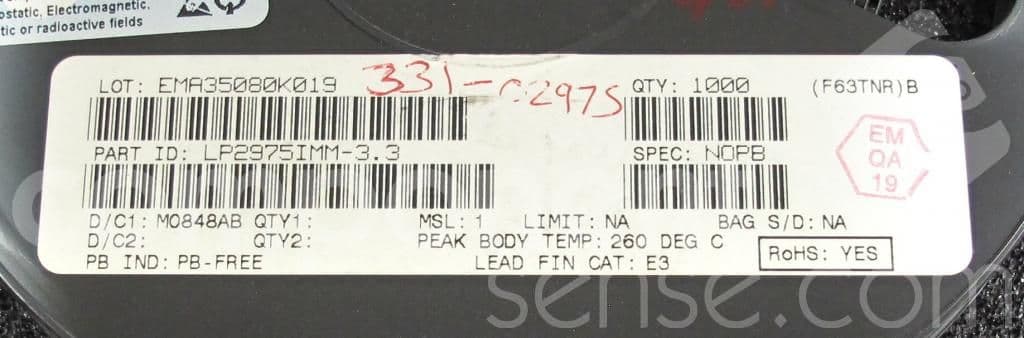 ostatic, Electromagnetic,
tic or radioactive fields
LOT: EMA35080K019 331-02975 QTY: 1000 (F63TNR)B
PART ID: LP2975IMM-3.3 SPEC: NOPB
EM
QA
19
D/C1: M0848AB QTY1: MSL: 1 LIMIT: NA BAG S/D: NA
D/C2: QTY2: PEAK BODY TEMP: 260 DEG C RoHS: YES
PB IND: PB-FREE LEAD FIN CAT: E3
sense.com